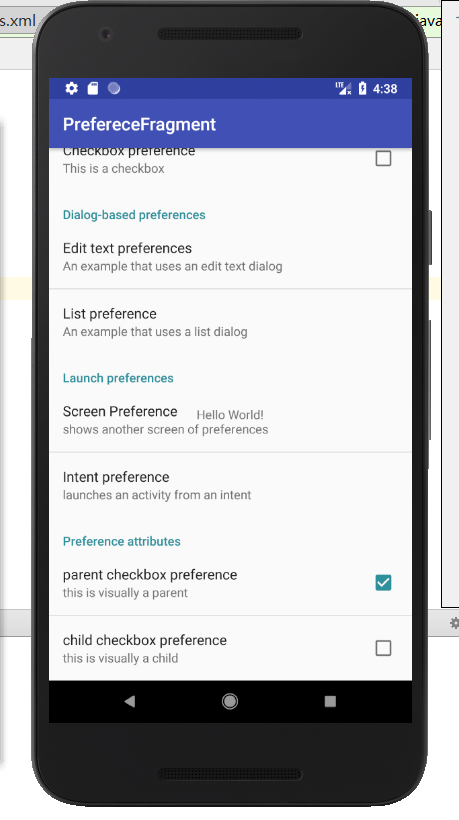 s.xml
java
LTE 4:38
PrefereceFragment
Checkbox preference
This is a checkbox
Dialog-based preferences
Edit text preferences
An example that uses an edit text dialog
List preference
An example that uses a list dialog
Launch preferences
Screen Preference
Hello World!
shows another screen of preferences
Intent preference
launches an activity from an intent
Preference attributes
parent checkbox preference
this is visually a parent
child checkbox preference
this is visually a child